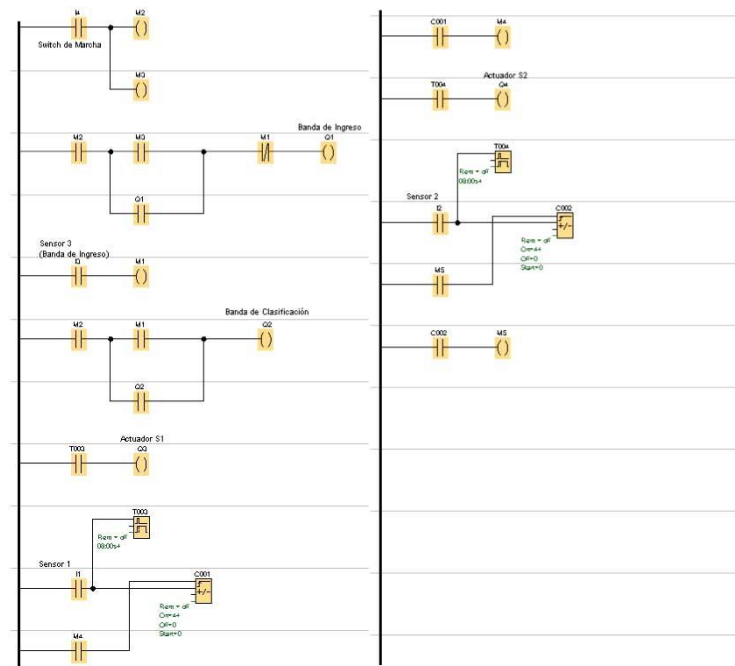 I4
M2
Switch de Marcha
M3
Banda de Ingreso
M2
M3
M1
Q1
Q1
Sensor 3
(Banda de Ingreso)
I3
M1
Banda de Clasificación
M2
M1
Q2
Q2
Actuador S1
T003
Q3
T003
Rem = off
08:00s+
Sensor 1
I1
C001
+/-
Rem = off
On=4+
Off=0
Start=0
M4
C001
M4
Actuador S2
T004
Q4
T004
Rem = off
08:00s+
Sensor 2
I2
C002
+/-
Rem = off
On=4+
Off=0
Start=0
M5
C002
M5